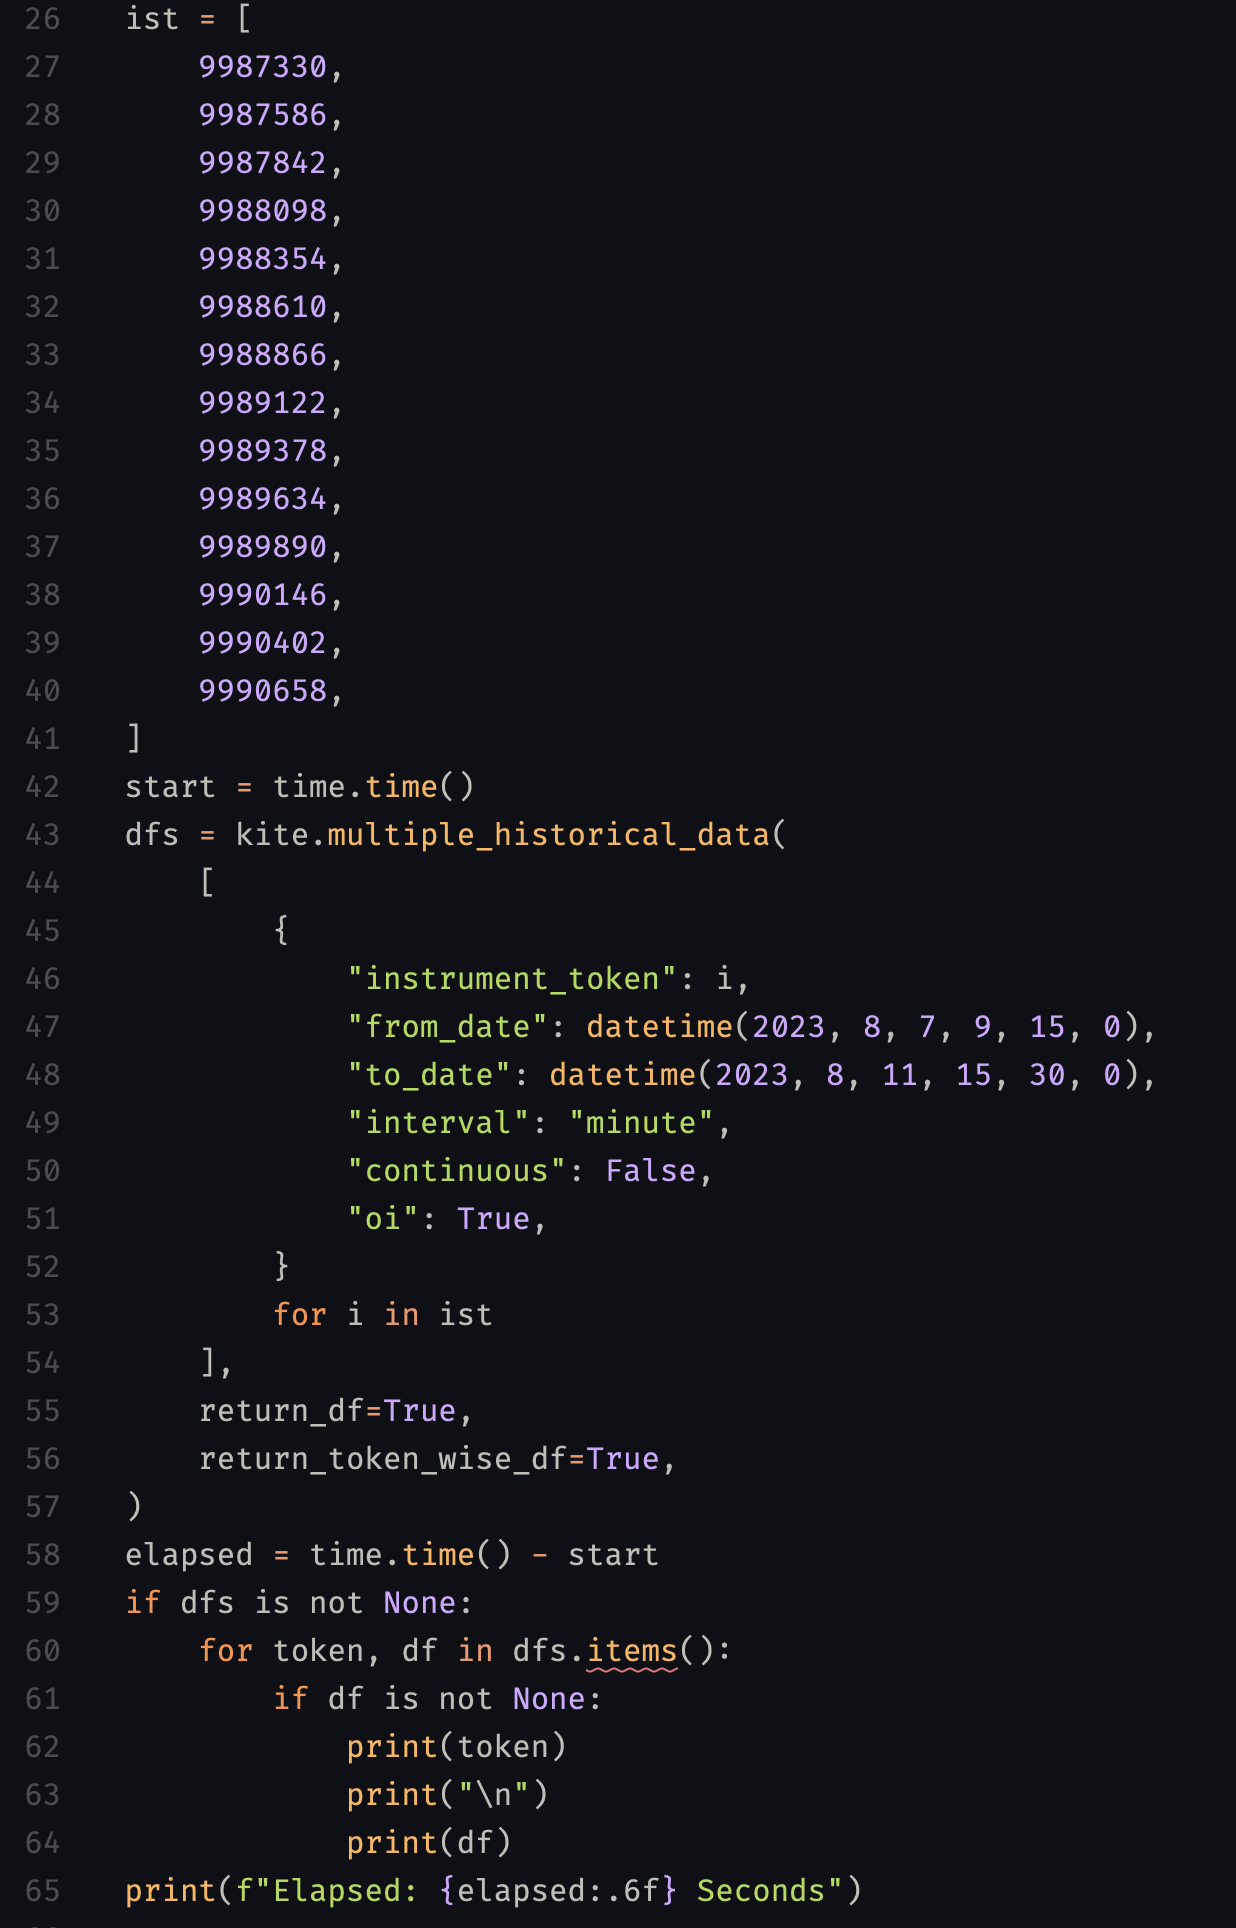 26 ist = [
27     9987330,
28     9987586,
29     9987842,
30     9988098,
31     9988354,
32     9988610,
33     9988866,
34     9989122,
35     9989378,
36     9989634,
37     9989890,
38     9990146,
39     9990402,
40     9990658,
41 ]
42 start = time.time()
43 dfs = kite.multiple_historical_data(
44     [
45         {
46             "instrument_token": i,
47             "from_date": datetime(2023, 8, 7, 9, 15, 0),
48             "to_date": datetime(2023, 8, 11, 15, 30, 0),
49             "interval": "minute",
50             "continuous": False,
51             "oi": True,
52         }
53         for i in ist
54     ],
55     return_df=True,
56     return_token_wise_df=True,
57 )
58 elapsed = time.time() - start
59 if dfs is not None:
60     for token, df in dfs.items():
61         if df is not None:
62             print(token)
63             print("\n")
64             print(df)
65 print(f"Elapsed: {elapsed:.6f} Seconds")